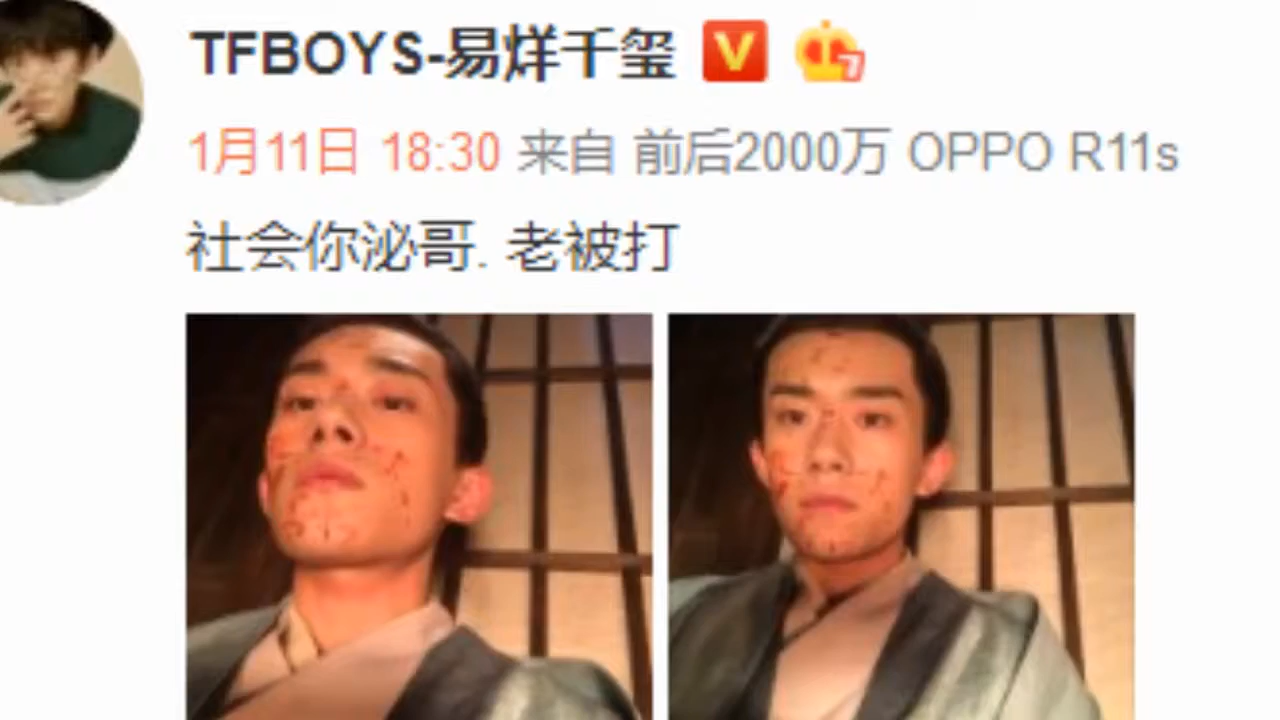 TFBOYS-易烊千玺 V 7
1月11日 18:30 来自 前后2000万 OPPO R11s
社会你泌哥. 老被打